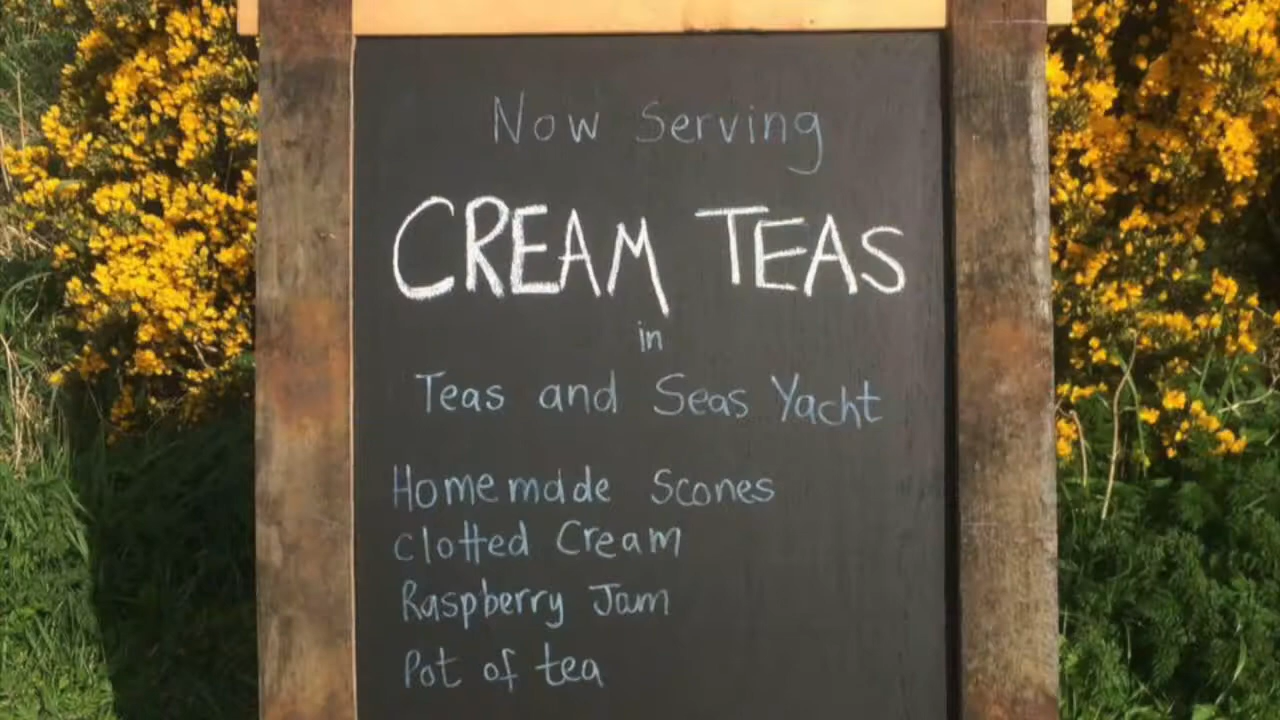 Now Serving
CREAM TEAS
in
Teas and Seas Yacht
Homemade Scones
Clotted Cream
Raspberry Jam
Pot of tea